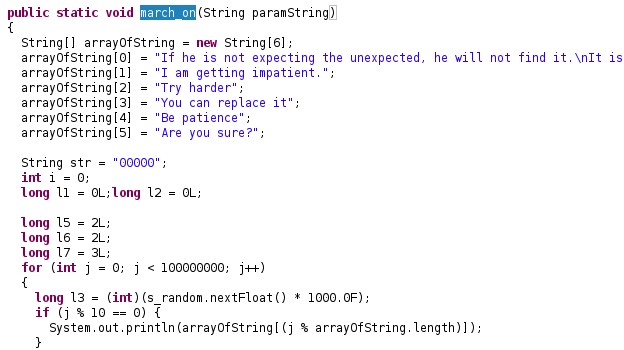 public static void march_on(String paramString)
{
String[] arrayOfString = new String[6];
arrayOfString[0] = "If he is not expecting the unexpected, he will not find it.\nIt is
arrayOfString[1] = "I am getting impatient.";
arrayOfString[2] = "Try harder";
arrayOfString[3] = "You can replace it";
arrayOfString[4] = "Be patience";
arrayOfString[5] = "Are you sure?";
String str = "00000";
int i = 0;
long l1 = 0L;long l2 = 0L;
long l5 = 2L;
long l6 = 2L;
long l7 = 3L;
for (int j = 0; j < 100000000; j++)
{
long l3 = (int)(s_random.nextFloat() * 1000.0F);
if (j % 10 == 0) {
System.out.println(arrayOfString[(j % arrayOfString.length)]);
}